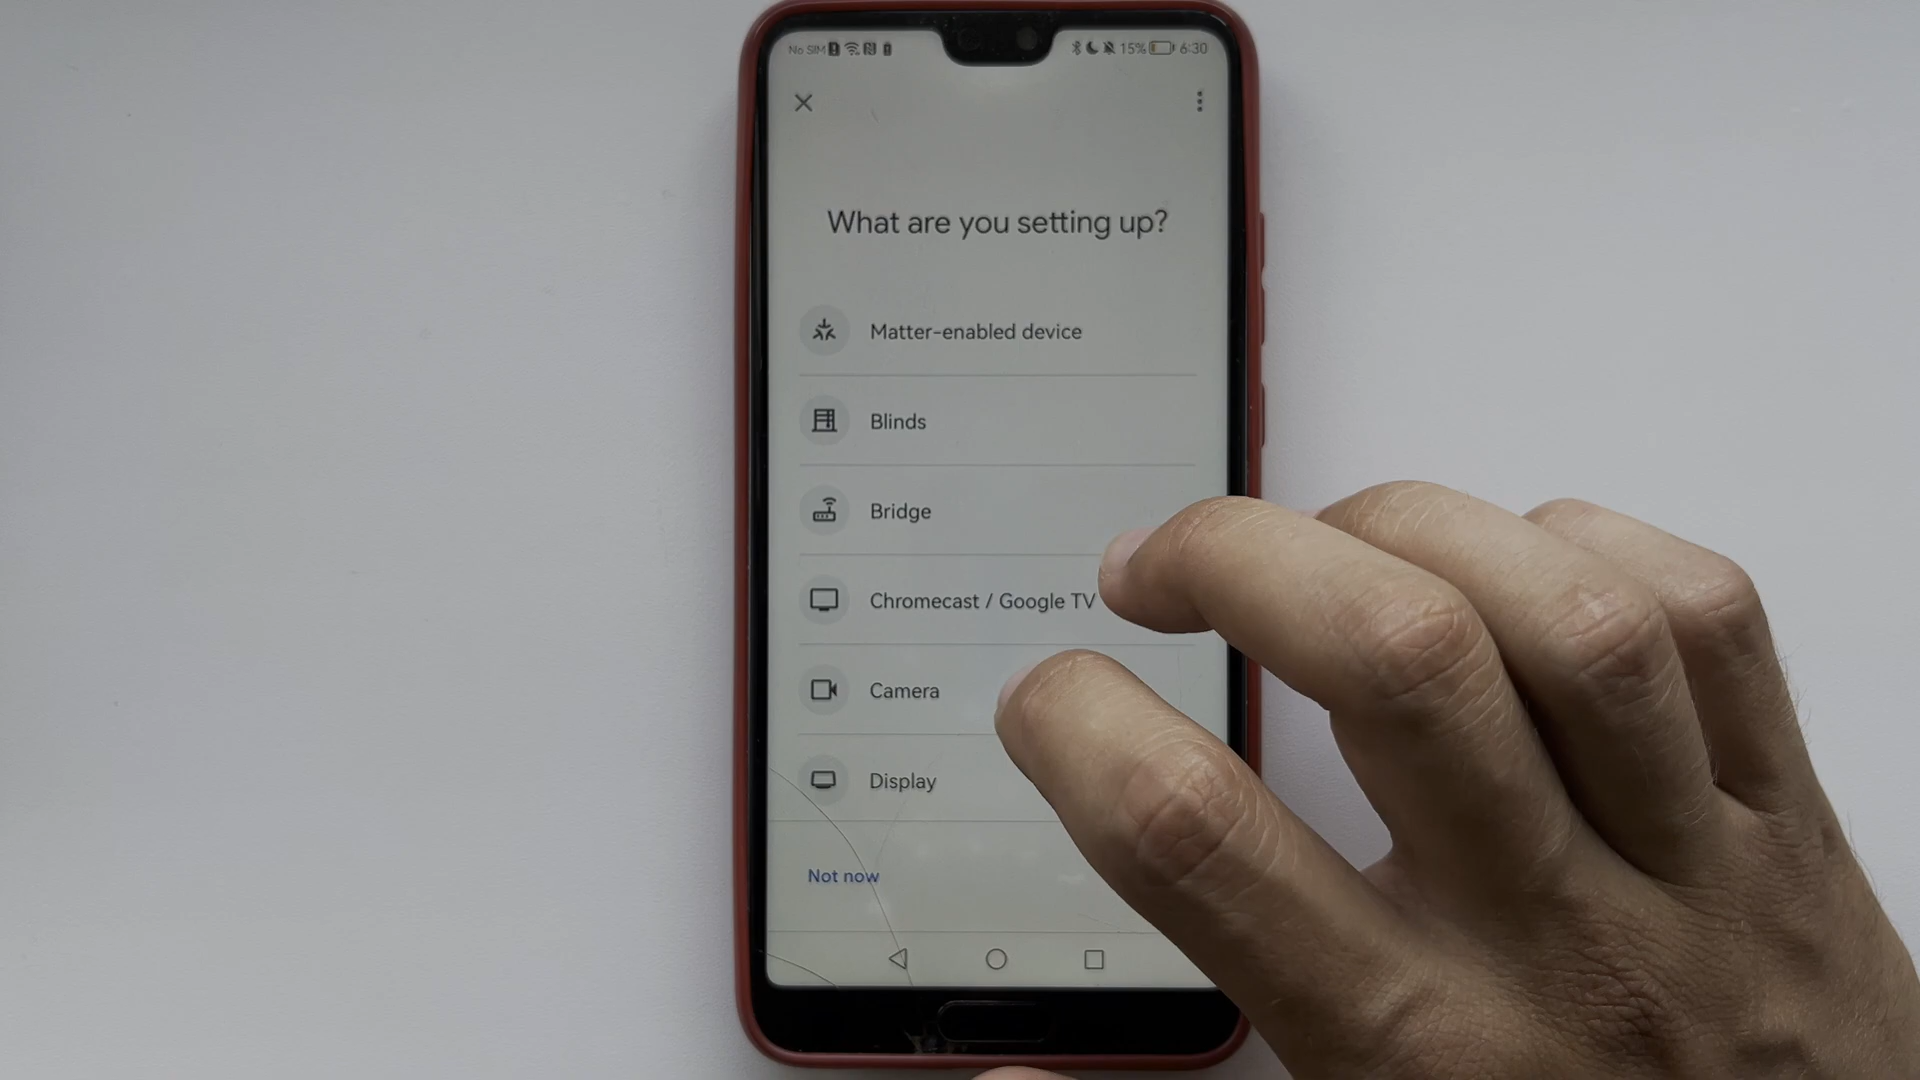 No SIM 15% 6:30
What are you setting up?
Matter-enabled device
Blinds
Bridge
Chromecast / Google TV
Camera
Display
Not now